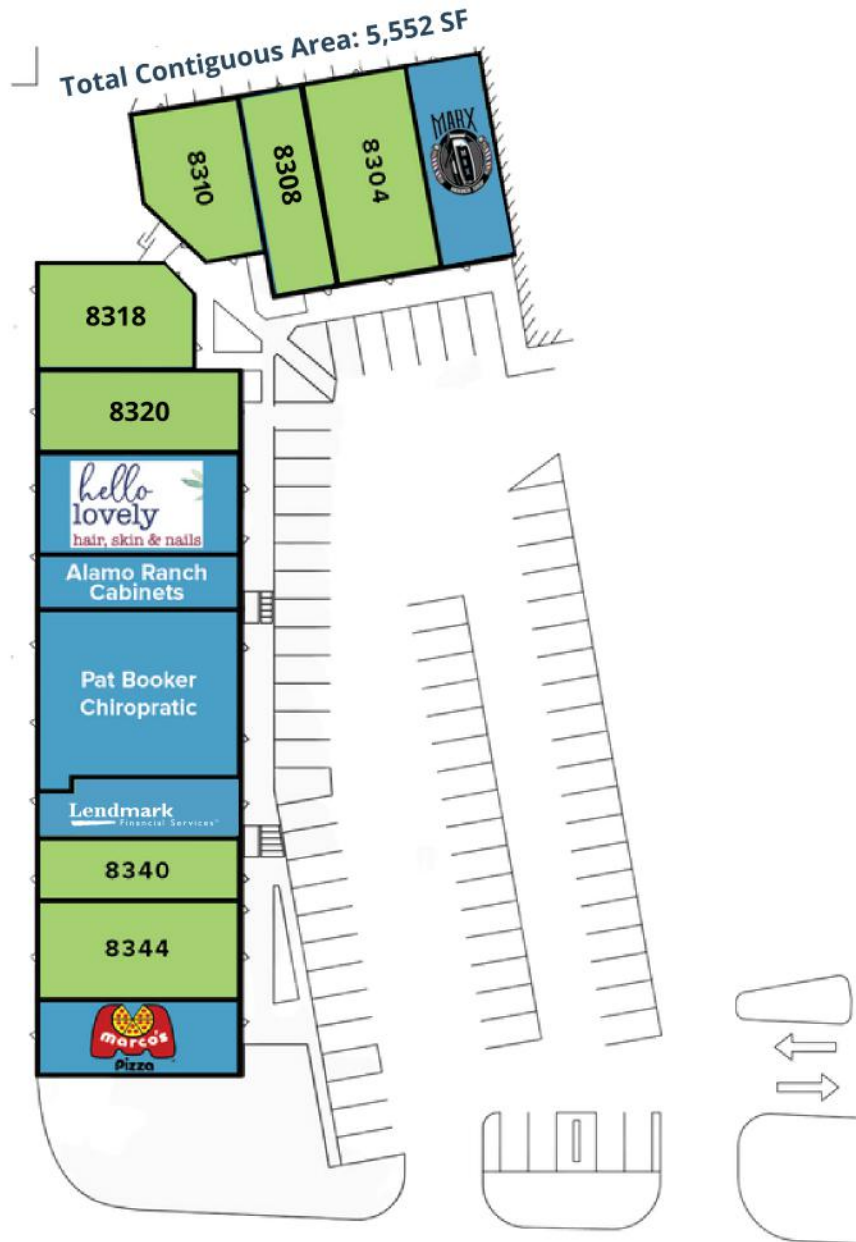 Total Contiguous Area: 5,552 SF
8310
8308
8304
MARX
8318
8320
hello
lovely
hair, skin & nails
Alamo Ranch
Cabinets
Pat Booker
Chiropratic
Lendmark
Financial Services
8340
8344
marco's
Pizza